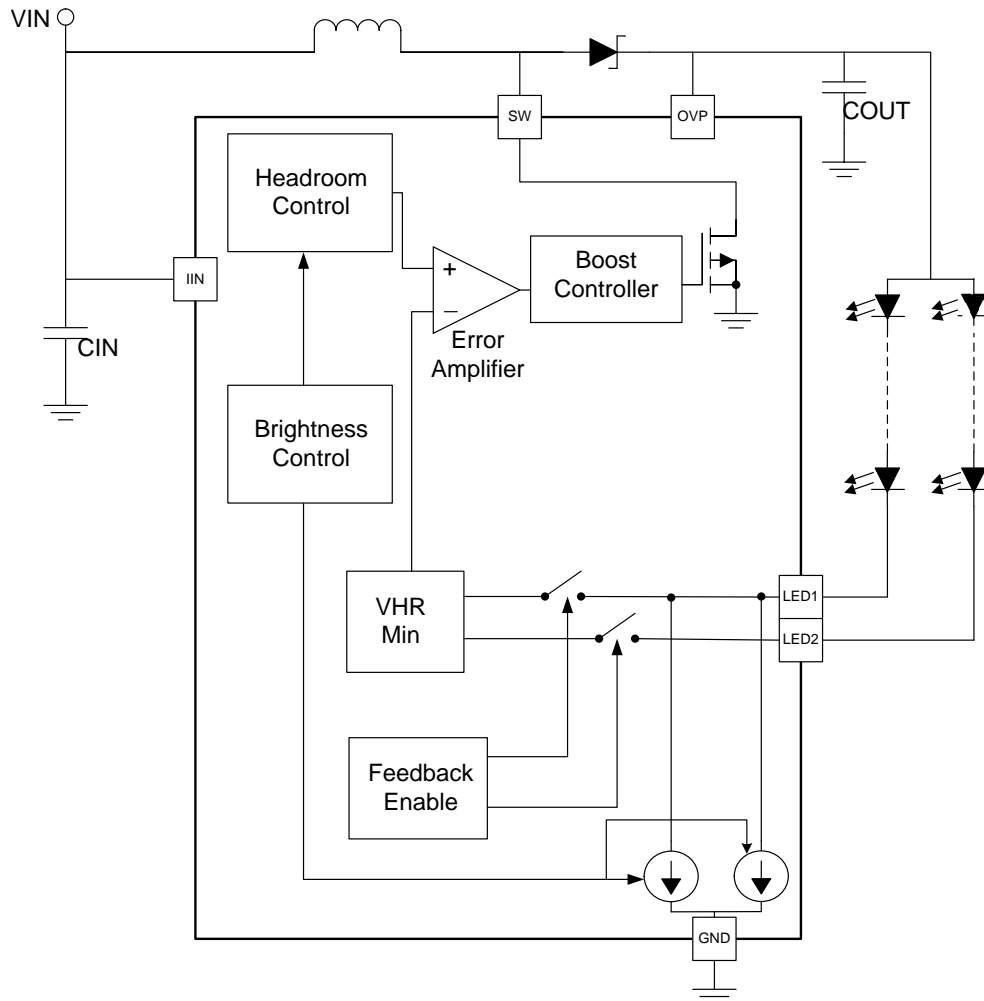 VIN
SW
OVP
COUT
Headroom
Control
IIN
+
−
Error
Amplifier
Boost
Controller
CIN
Brightness
Control
VHR
Min
LED1
LED2
Feedback
Enable
GND